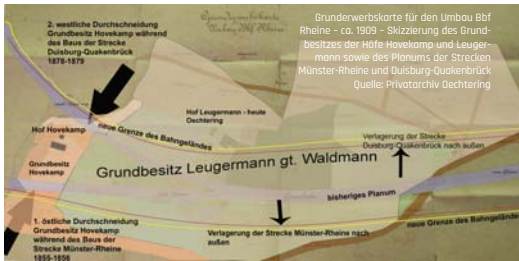 2. westliche Durchschneidung
Grundbesitz Hovekamp während
des Baus der Strecke
Duisburg-Quakenbrück
1878-1879
Grunderwerbskarte für den Umbau Bbf
Rheine – ca. 1909 – Skizzierung des Grund-
besitzes der Höfe Hovekamp und Leuger-
mann sowie des Planums der Strecken
Münster-Rheine und Duisburg-Quakenbrück
Quelle: Privatarchiv Oechtering
Hof Leugermann - heute
Oechtering
neue Grenze des Bahngeländes
Hof Hovekamp
Verlagerung der Strecke
Duisburg-Quakenbrück nach außen
Grundbesitz
Hovekamp
Grundbesitz Leugermann gt. Waldmann
bisheriges Planum
1. östliche Durchschneidung
Grundbesitz Hovekamp
während des Baus der
Strecke Münster-Rheine
1855-1856
Verlagerung der Strecke Münster-Rheine nach
außen
neue Grenze des Bahngeländes